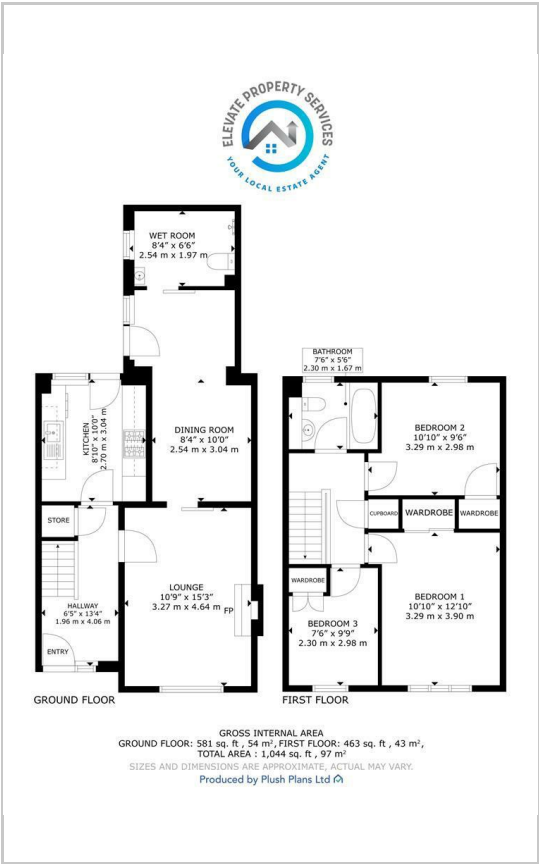 ELEVATE PROPERTY SERVICES
YOUR LOCAL ESTATE AGENT
WET ROOM
8'4" x 6'6"
2.54 m x 1.97 m
KITCHEN
8'10" x 10'0"
2.70 m x 3.04 m
DINING ROOM
8'4" x 10'0"
2.54 m x 3.04 m
STORE
HALLWAY
6'5" x 13'4"
1.96 m x 4.06 m
ENTRY
LOUNGE
10'9" x 15'3"
3.27 m x 4.64 m
FP
GROUND FLOOR
BATHROOM
7'6" x 5'6"
2.30 m x 1.67 m
BEDROOM 2
10'10" x 9'6"
3.29 m x 2.98 m
CUPBOARD
WARDROBE
WARDROBE
WARDROBE
BEDROOM 3
7'6" x 9'9"
2.30 m x 2.98 m
BEDROOM 1
10'10" x 12'10"
3.29 m x 3.90 m
FIRST FLOOR
GROSS INTERNAL AREA
GROUND FLOOR: 581 sq. ft , 54 m², FIRST FLOOR: 463 sq. ft , 43 m²,
TOTAL AREA : 1,044 sq. ft , 97 m²
SIZES AND DIMENSIONS ARE APPROXIMATE, ACTUAL MAY VARY.
Produced by Plush Plans Ltd